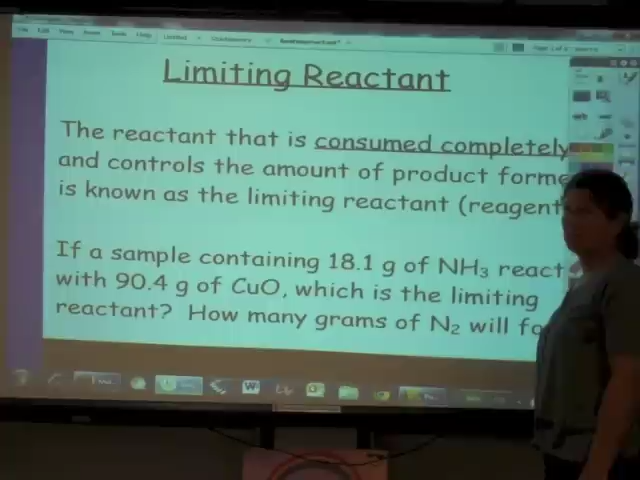 Limiting Reactant
The reactant that is consumed completely
and controls the amount of product forme
is known as the limiting reactant (reagent
If a sample containing 18.1 g of NH₃ react
with 90.4 g of CuO, which is the limiting
reactant? How many grams of N₂ will fo